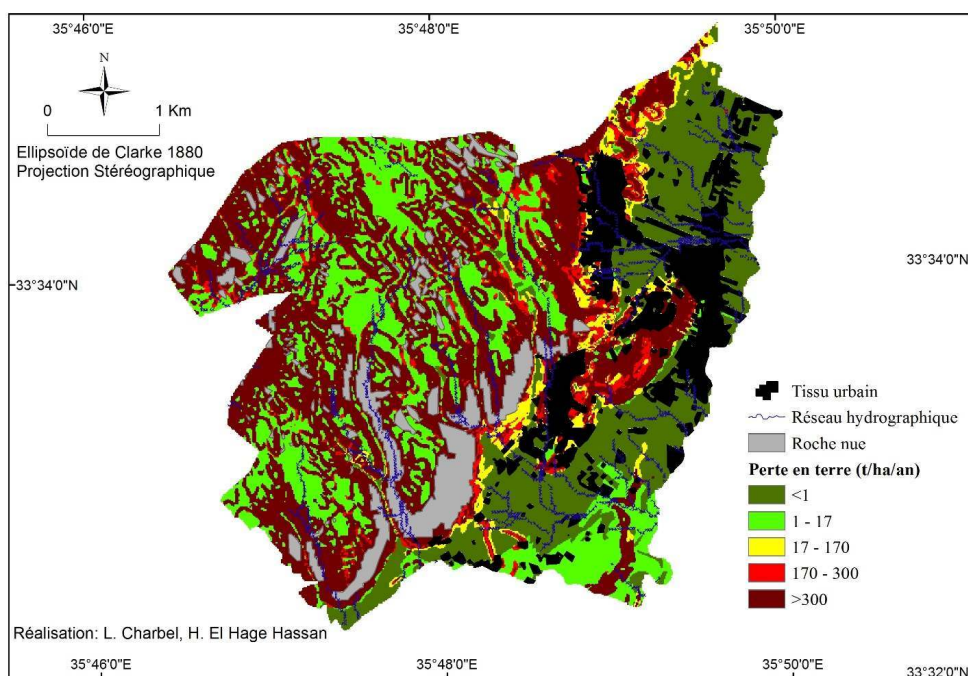 35°46'0"E
35°48'0"E
35°50'0"E
N
0 1 Km
Ellipsoïde de Clarke 1880
Projection Stéréographique
33°34'0"N
33°34'0"N
Tissu urbain
Réseau hydrographique
Roche nue
Perte en terre (t/ha/an)
<1
1 - 17
17 - 170
170 - 300
>300
Réalisation: L. Charbel, H. El Hage Hassan
35°46'0"E
35°48'0"E
35°50'0"E
33°32'0"N